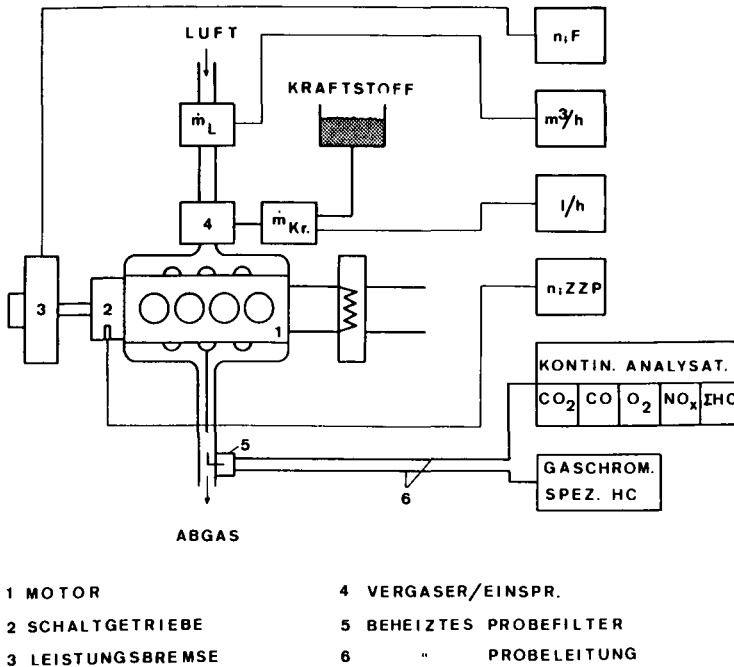 LUFT
n;F
KRAFTSTOFF
ṁL
m³/h
4
ṁKr.
l/h
3
2
1
n;ZZP
KONTIN. ANALYSAT.
CO₂ CO O₂ NOₓ ΣHC
5
6
GASCHROM.
SPEZ. HC
ABGAS
1 MOTOR
2 SCHALTGETRIEBE
3 LEISTUNGSBREMSE
4 VERGASER/EINSPR.
5 BEHEIZTES PROBEFILTER
6 " PROBELEITUNG